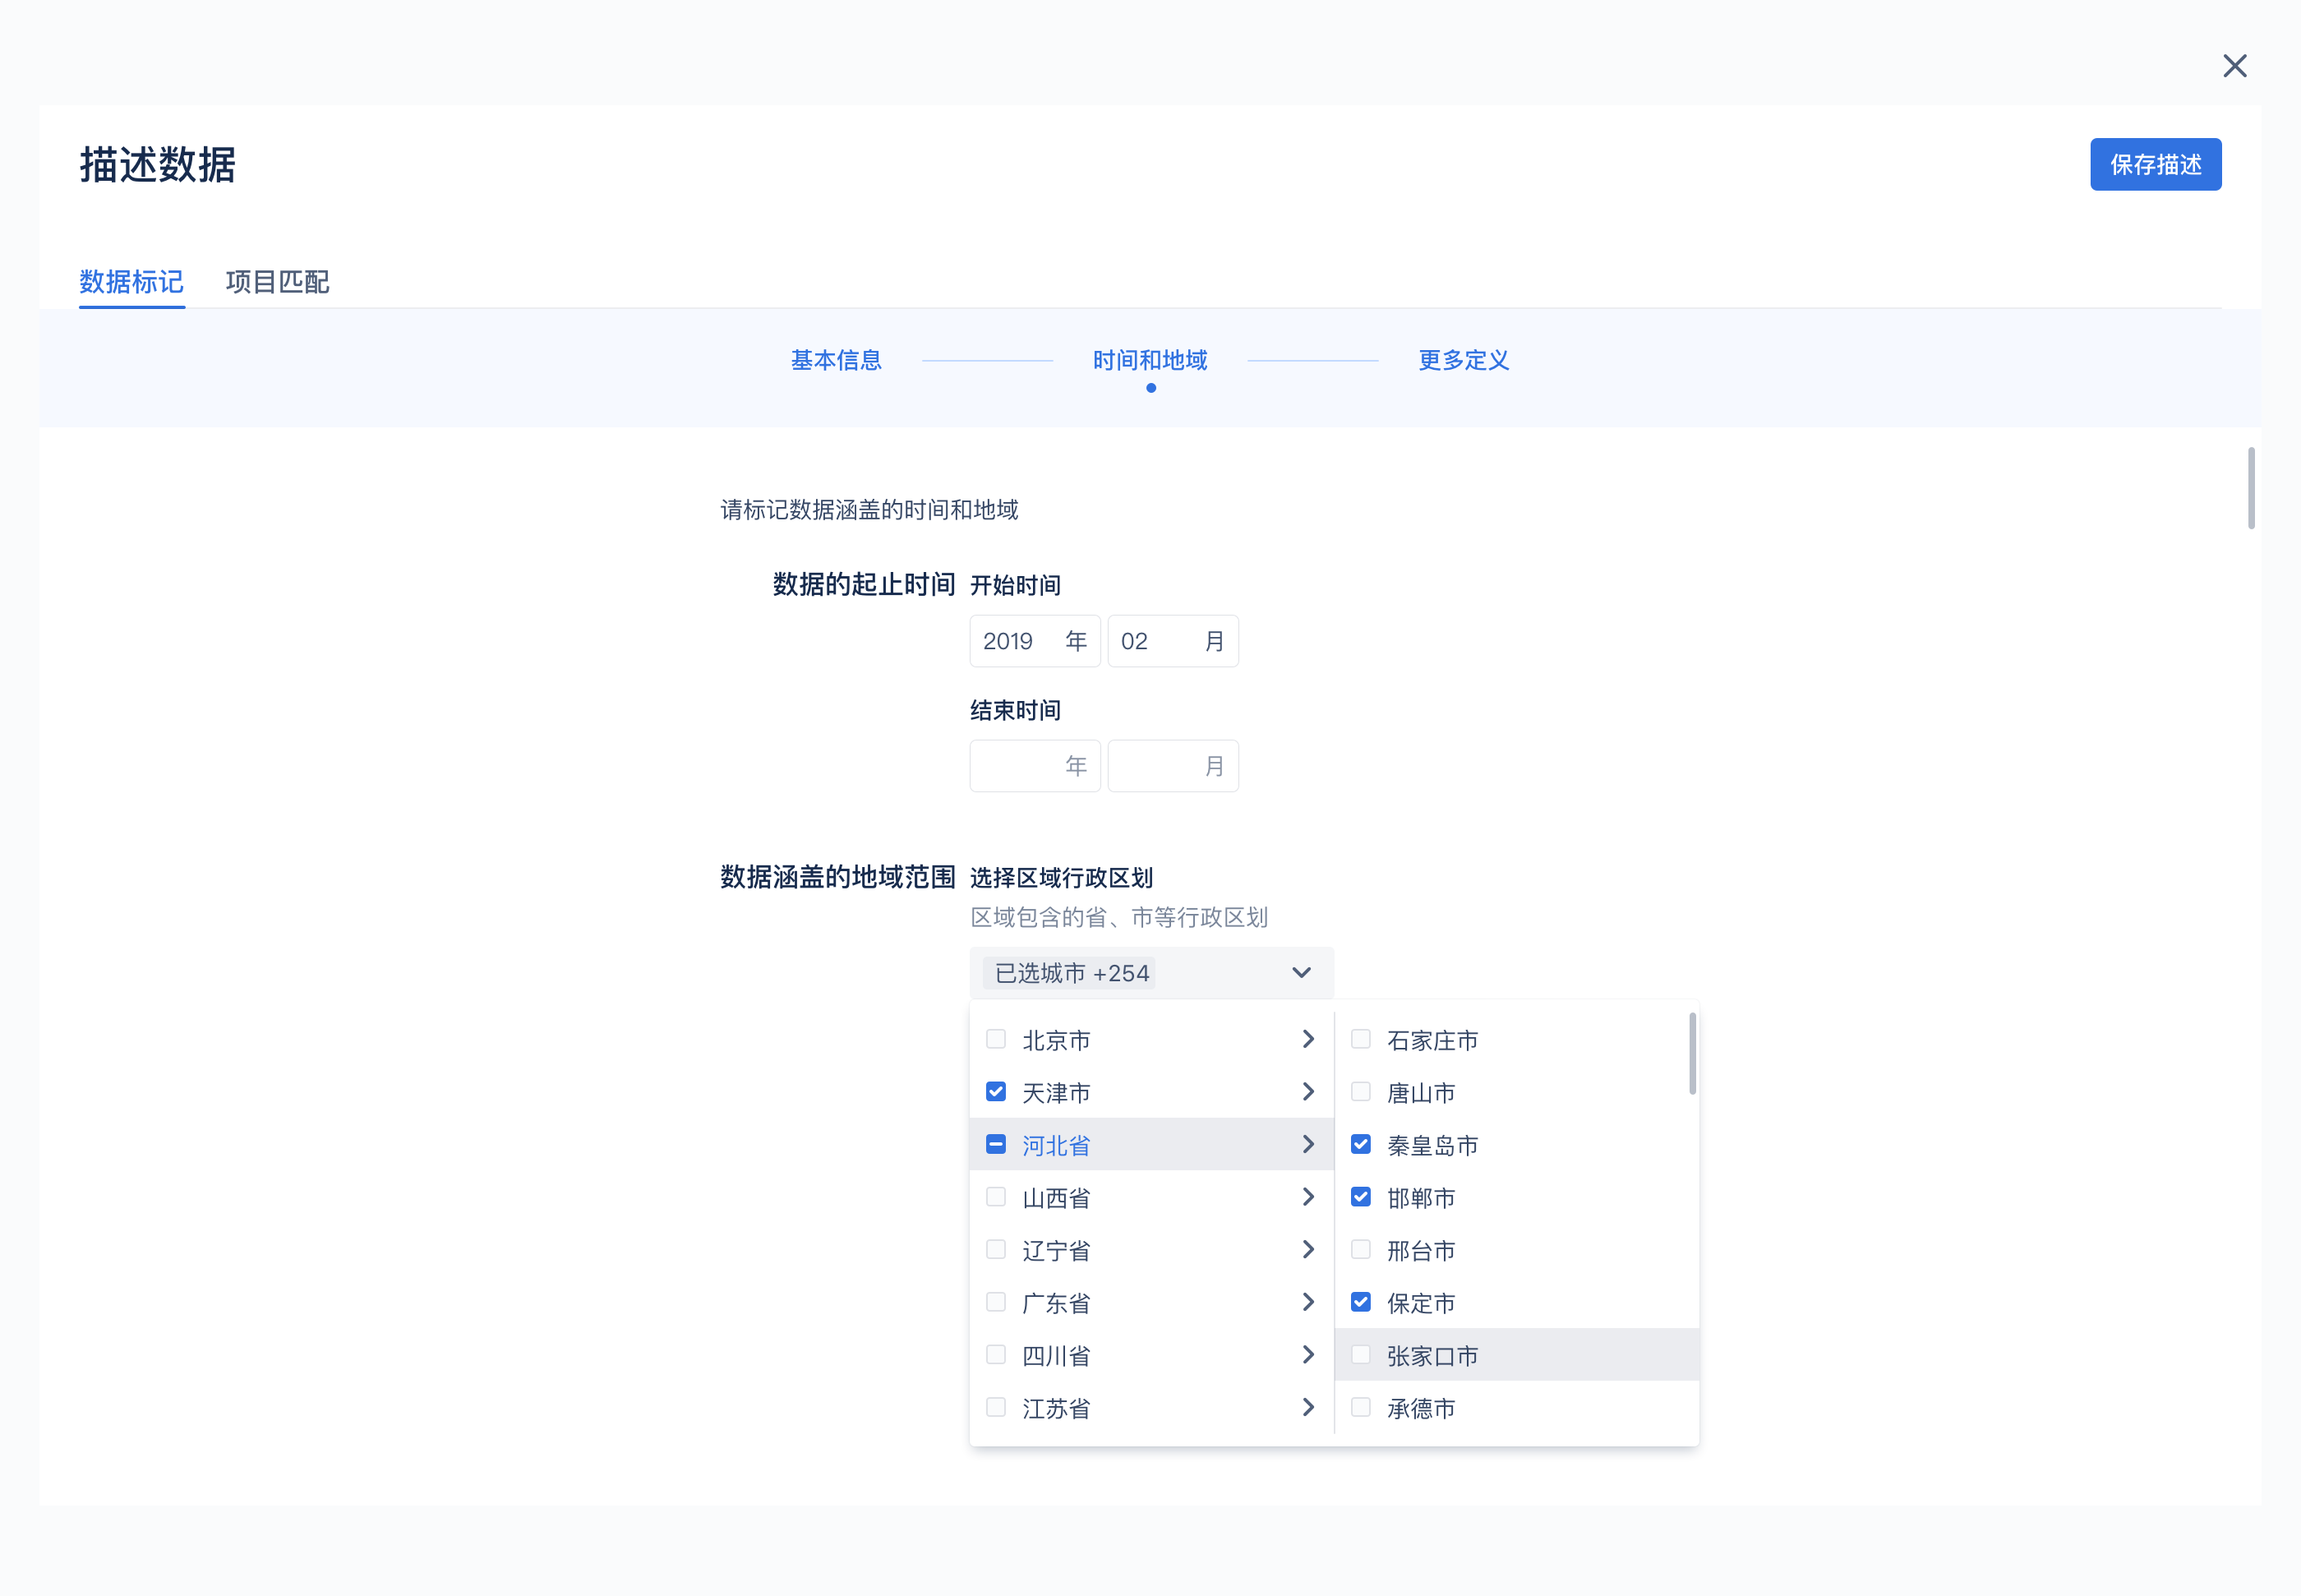 描述数据
保存描述
数据标记 项目匹配
基本信息 时间和地域 更多定义
请标记数据涵盖的时间和地域
数据的起止时间 开始时间
2019 年 02 月
结束时间
年 月
数据涵盖的地域范围 选择区域行政区划
区域包含的省、市等行政区划
已选城市 +254
北京市 石家庄市
天津市 唐山市
河北省 秦皇岛市
山西省 邯郸市
辽宁省 邢台市
广东省 保定市
四川省 张家口市
江苏省 承德市